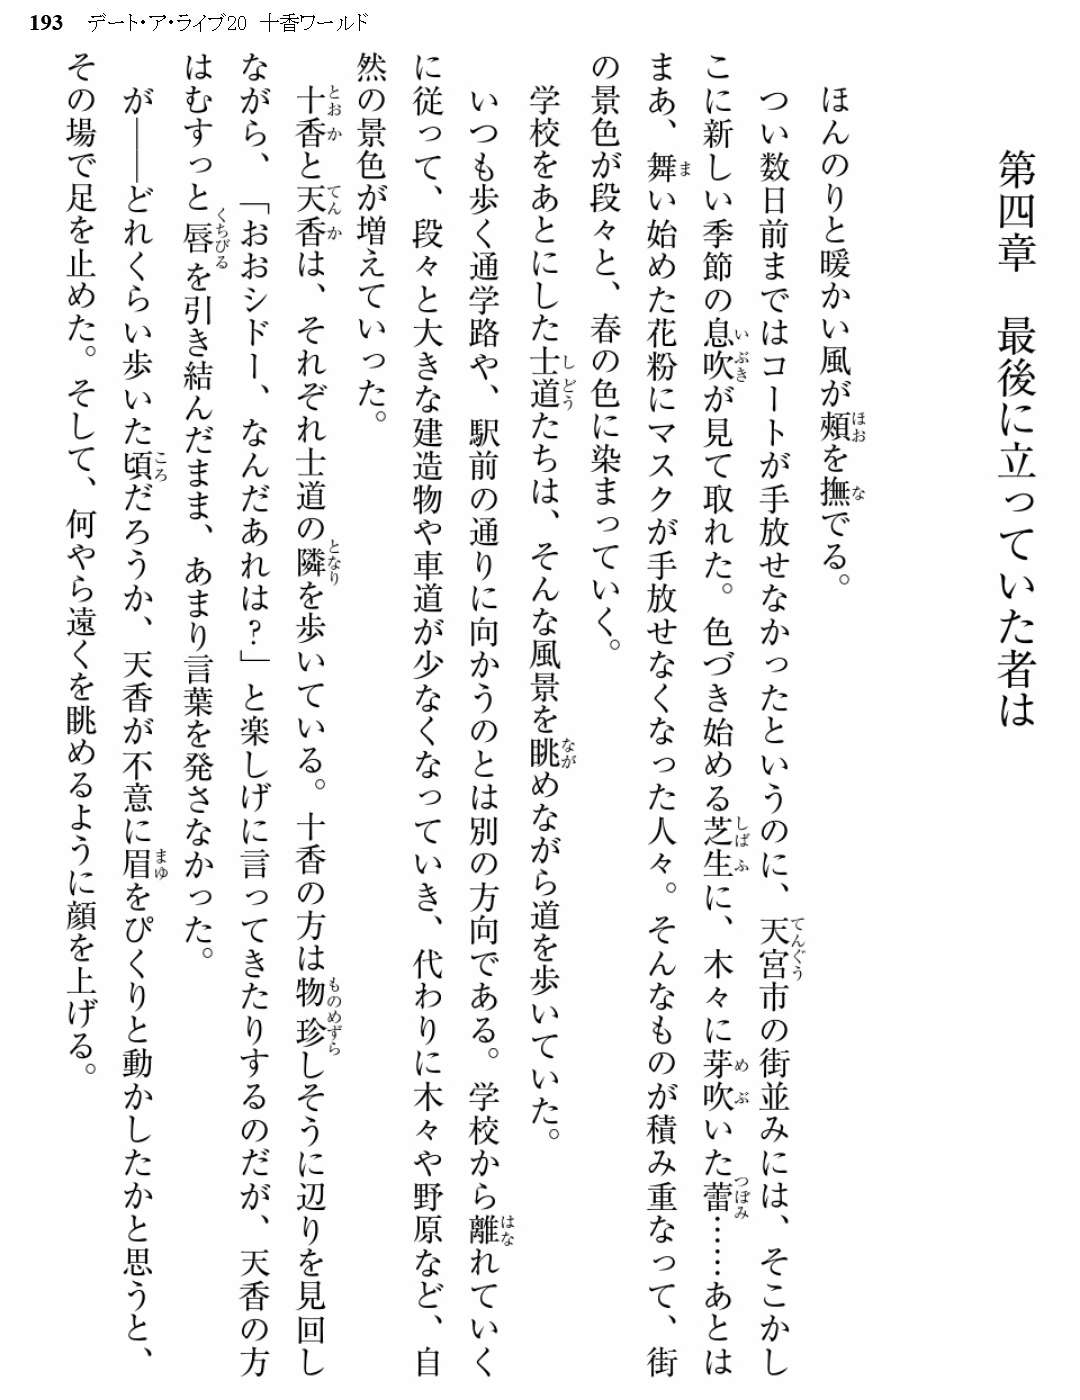 193 デート・ア・ライブ20 十香ワールド
第四章 最後に立っていた者は
ほんのりと暖かい風が頰を撫でる。
つい数日前まではコートが手放せなかったというのに、天宮市の街並みには、そこかし
こに新しい季節の息吹が見て取れた。色づき始める芝生に、木々に芽吹いた蕾……あとは
まあ、舞い始めた花粉にマスクが手放せなくなった人々。そんなものが積み重なって、街
の景色が段々と、春の色に染まっていく。
学校をあとにした士道たちは、そんな風景を眺めながら道を歩いていた。
いつも歩く通学路や、駅前の通りに向かうのとは別の方向である。学校から離れていく
に従って、段々と大きな建造物や車道が少なくなっていき、代わりに木々や野原など、自
然の景色が増えていった。
十香と天香は、それぞれ士道の隣を歩いている。十香の方は物珍しそうに辺りを見回し
ながら、「おおシドー、なんだあれは?」と楽しげに言ってきたりするのだが、天香の方
はむすっと唇を引き結んだまま、あまり言葉を発さなかった。
が――どれくらい歩いた頃だろうか、天香が不意に眉をぴくりと動かしたかと思うと、
その場で足を止めた。そして、何やら遠くを眺めるように顔を上げる。